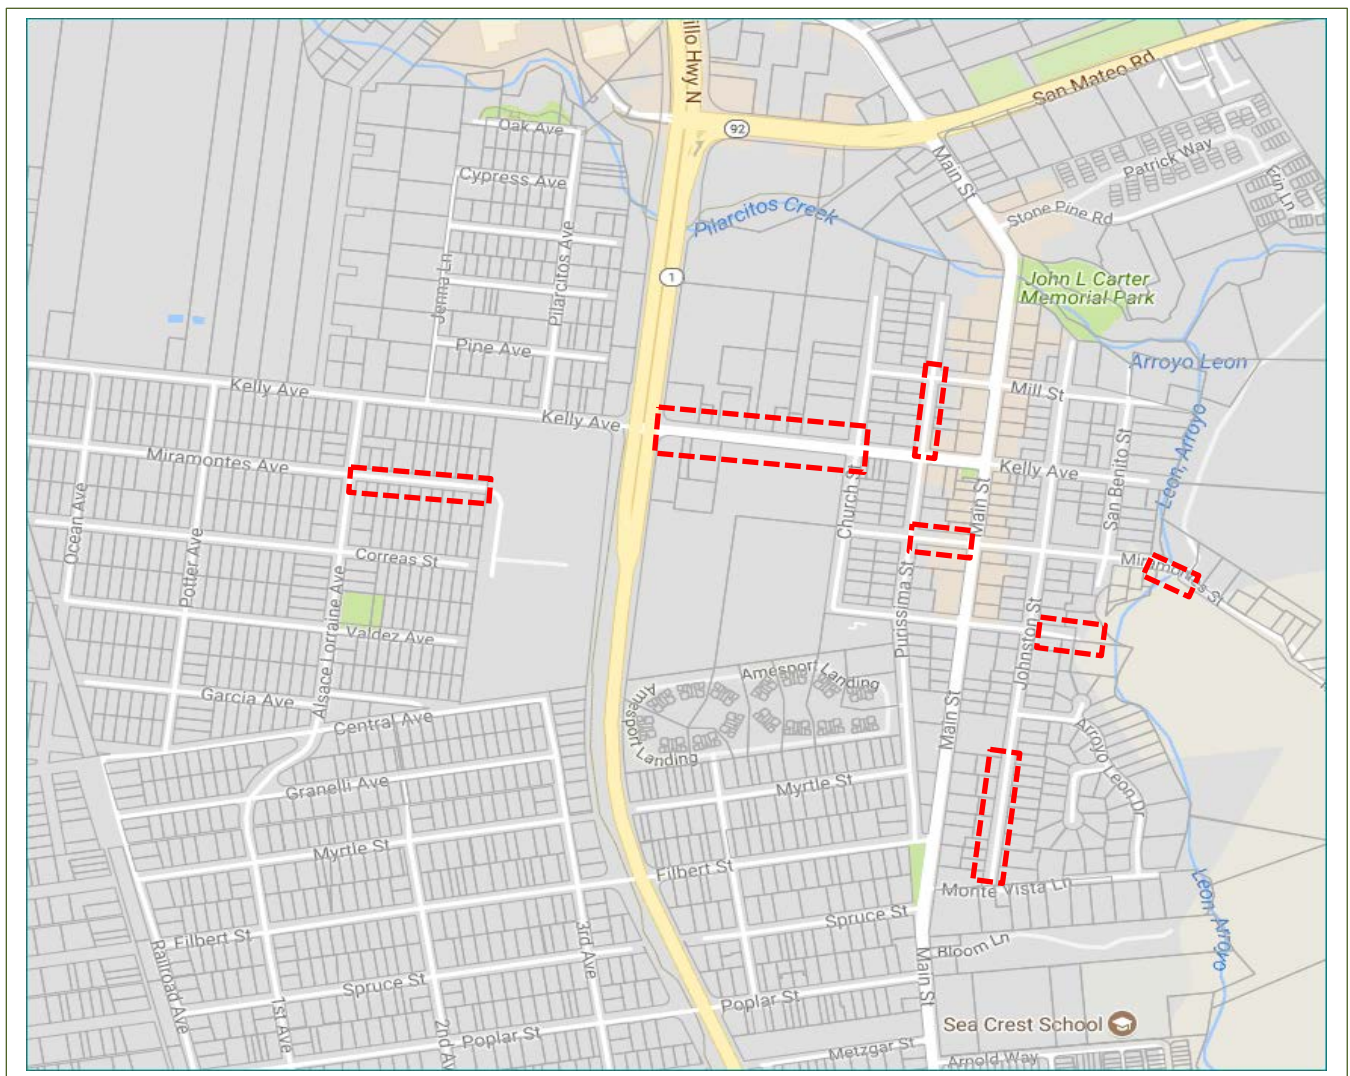 illo Hwy N
San Mateo Rd
92
Oak Ave
Main St
Patrick Way
Cypress Ave
Erin Ln
Stone Pine Rd
Pilarcitos Creek
Pilarcitos Ave
Jenna Ln
1
John L Carter
Memorial Park
Pine Ave
Arroyo Leon
Kelly Ave
Mill St
Kelly Ave
Leon, Arroyo
Miramontes Ave
Kelly Ave
San Benito St
Church St
Main St
Ocean Ave
Potter Ave
Correas St
Miramontes St
Purissima St
Alsace Lorraine Ave
Valdez Ave
Johnston St
Amesport Landing
Garcia Ave
Amesport
Landing
Central Ave
Main St
Arroyo Leon Dr
Granelli Ave
Myrtle St
Myrtle St
Filbert St
Monte Vista Ln
Spruce St
Leon, Arroyo
Filbert St
3rd Ave
Bloom Ln
Railroad Ave
Spruce St
Main St
1st Ave
Poplar St
2nd Av
Sea Crest School
Poplar St
Metzgar St
Arnold Way